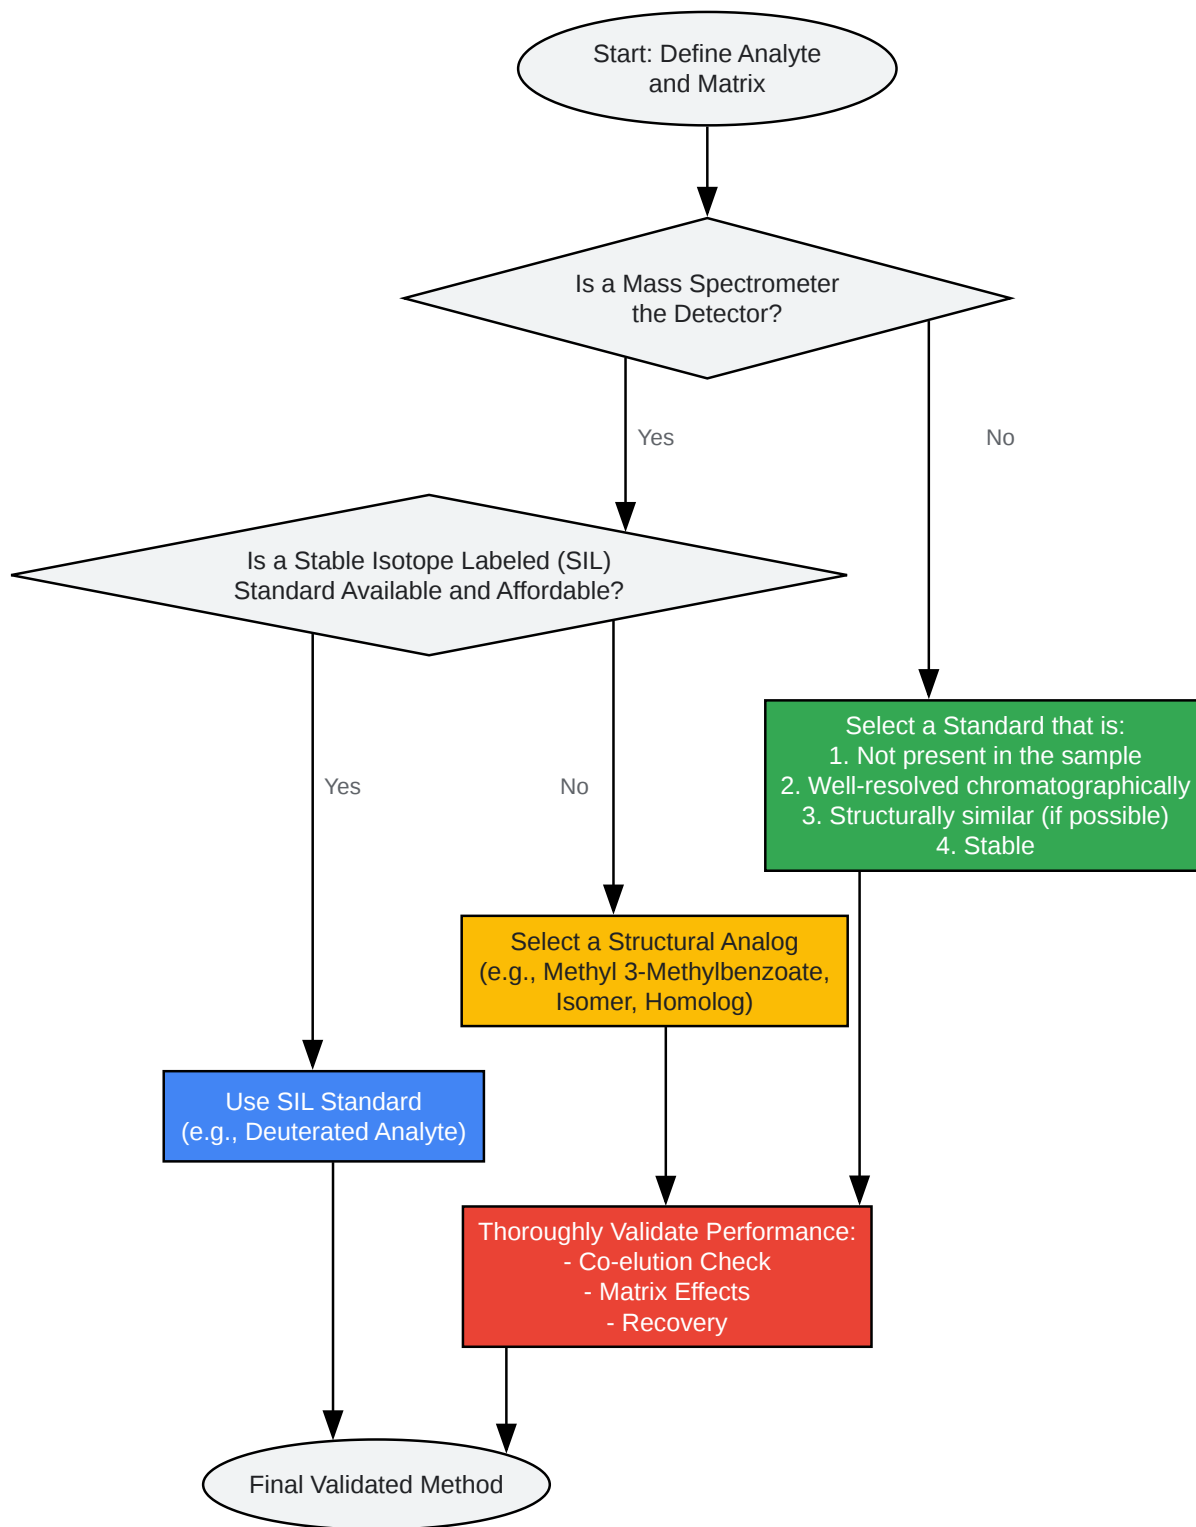 Start: Define Analyte
and Matrix
Is a Mass Spectrometer
the Detector?
Yes
No
Is a Stable Isotope Labeled (SIL)
Standard Available and Affordable?
Select a Standard that is:
1. Not present in the sample
2. Well-resolved chromatographically
3. Structurally similar (if possible)
4. Stable
Yes
No
Select a Structural Analog
(e.g., Methyl 3-Methylbenzoate,
Isomer, Homolog)
Use SIL Standard
(e.g., Deuterated Analyte)
Thoroughly Validate Performance:
- Co-elution Check
- Matrix Effects
- Recovery
Final Validated Method